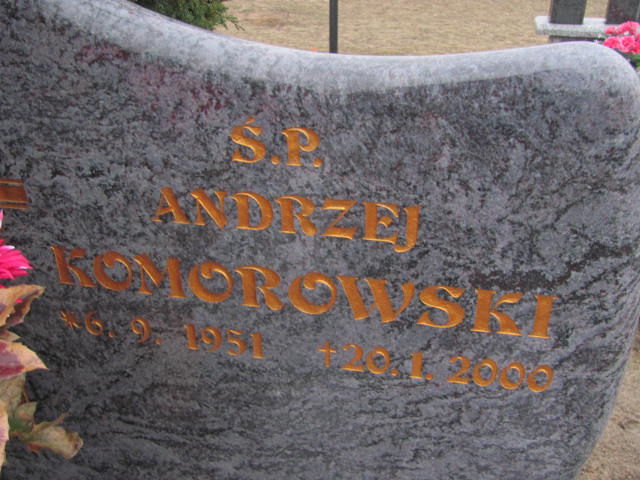 Ś.P.
ANDRZEJ
KOMOROWSKI
*6. 9. 1951 †20. 1. 2000